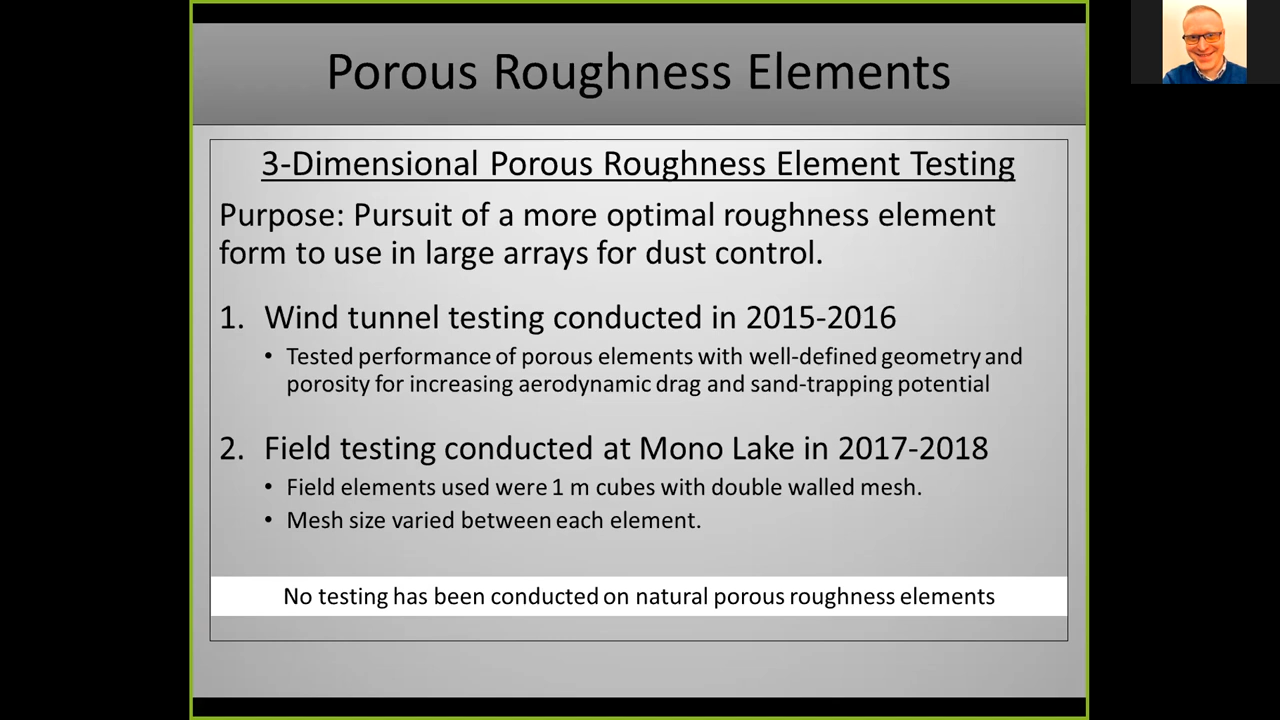 Porous Roughness Elements
3-Dimensional Porous Roughness Element Testing
Purpose: Pursuit of a more optimal roughness element
form to use in large arrays for dust control.
1. Wind tunnel testing conducted in 2015-2016
• Tested performance of porous elements with well-defined geometry and
porosity for increasing aerodynamic drag and sand-trapping potential
2. Field testing conducted at Mono Lake in 2017-2018
• Field elements used were 1 m cubes with double walled mesh.
• Mesh size varied between each element.
No testing has been conducted on natural porous roughness elements